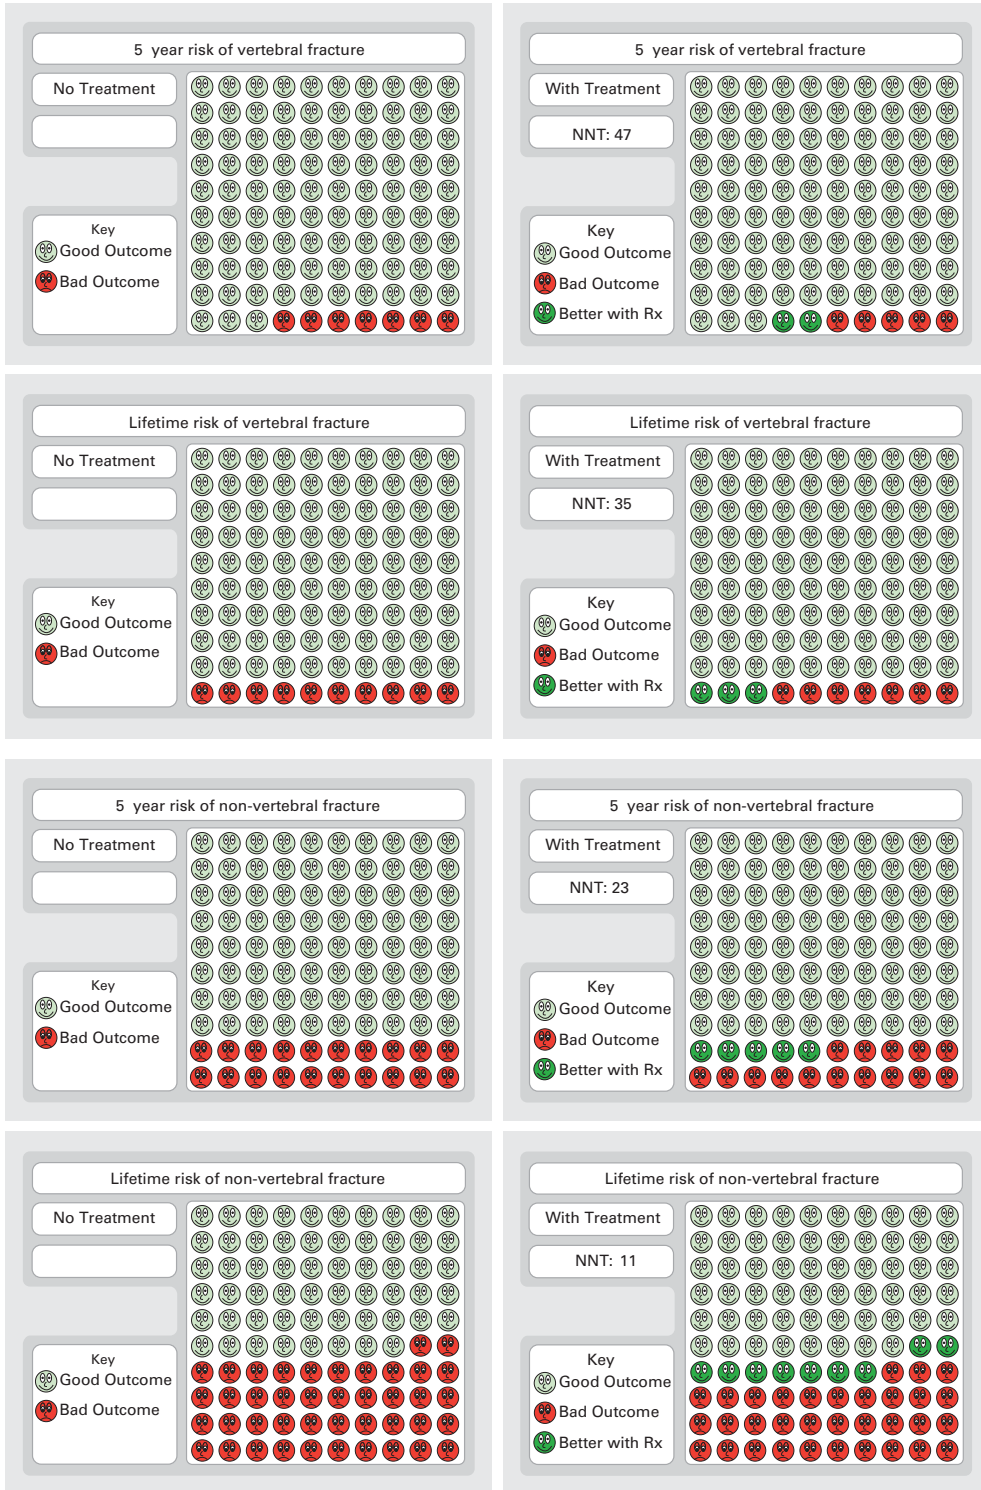 5 year risk of vertebral fracture
No Treatment
Key
Good Outcome
Bad Outcome
5 year risk of vertebral fracture
With Treatment
NNT: 47
Key
Good Outcome
Bad Outcome
Better with Rx
Lifetime risk of vertebral fracture
No Treatment
Key
Good Outcome
Bad Outcome
Lifetime risk of vertebral fracture
With Treatment
NNT: 35
Key
Good Outcome
Bad Outcome
Better with Rx
5 year risk of non-vertebral fracture
No Treatment
Key
Good Outcome
Bad Outcome
5 year risk of non-vertebral fracture
With Treatment
NNT: 23
Key
Good Outcome
Bad Outcome
Better with Rx
Lifetime risk of non-vertebral fracture
No Treatment
Key
Good Outcome
Bad Outcome
Lifetime risk of non-vertebral fracture
With Treatment
NNT: 11
Key
Good Outcome
Bad Outcome
Better with Rx